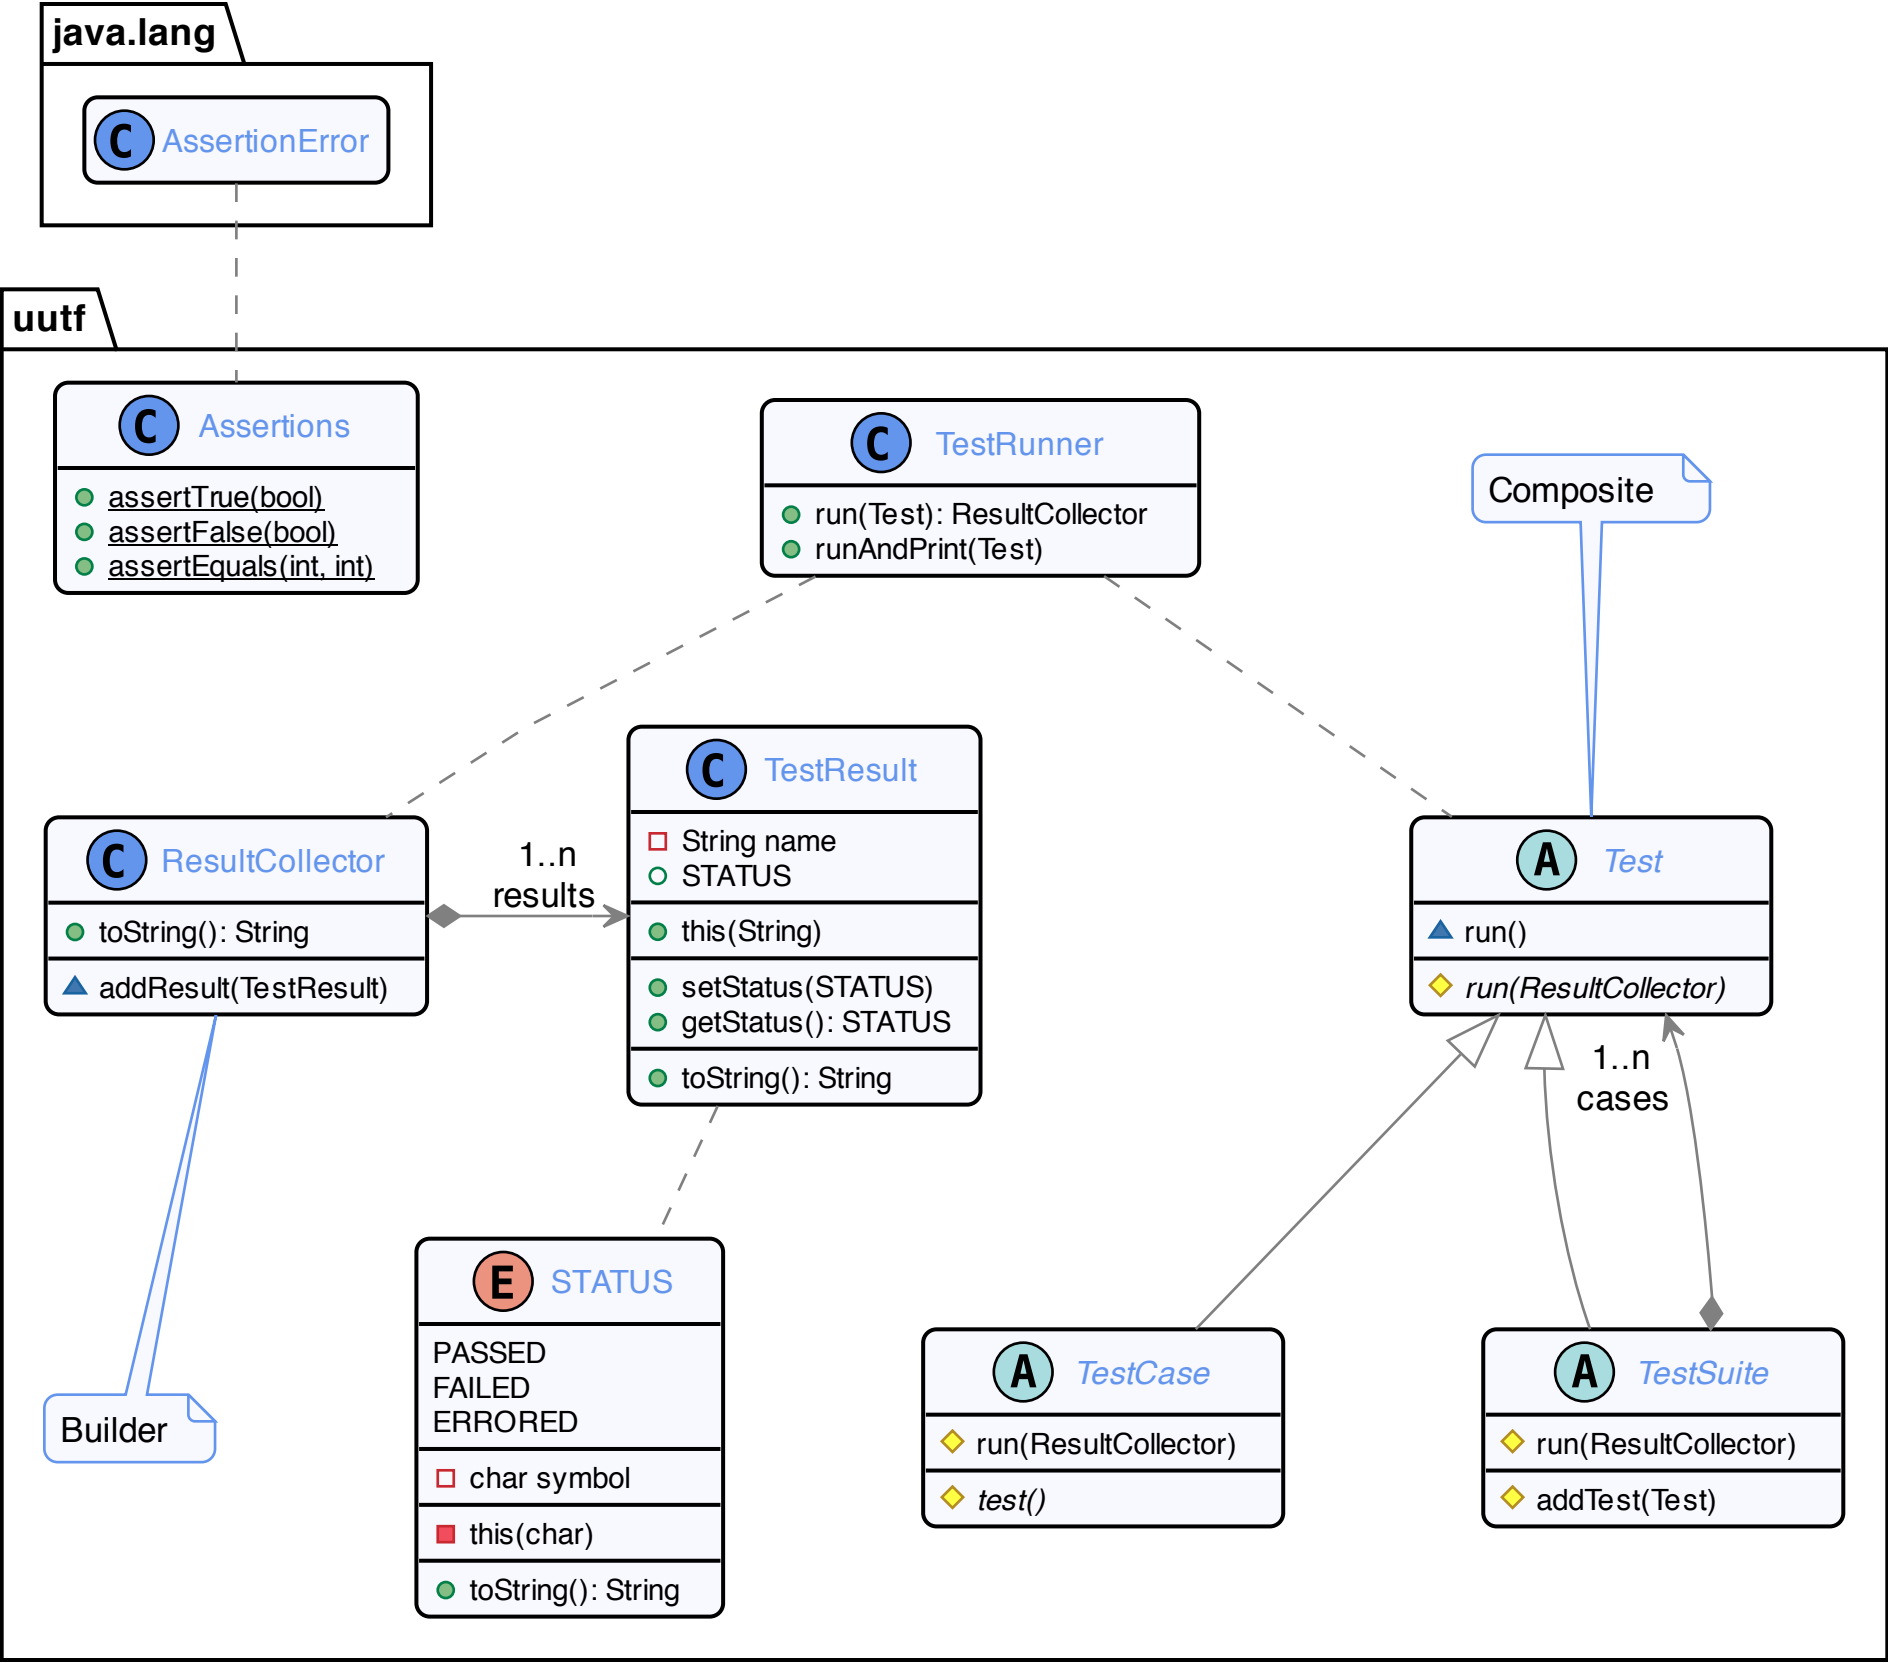 java.lang
C AssertionError
uutf
C Assertions
assertTrue(bool)
assertFalse(bool)
assertEquals(int, int)
C TestRunner
run(Test): ResultCollector
runAndPrint(Test)
Composite
C ResultCollector
toString(): String
addResult(TestResult)
1..n
results
C TestResult
String name
STATUS
this(String)
setStatus(STATUS)
getStatus(): STATUS
toString(): String
A Test
run()
run(ResultCollector)
1..n
cases
Builder
E STATUS
PASSED
FAILED
ERRORED
char symbol
this(char)
toString(): String
A TestCase
run(ResultCollector)
test()
A TestSuite
run(ResultCollector)
addTest(Test)